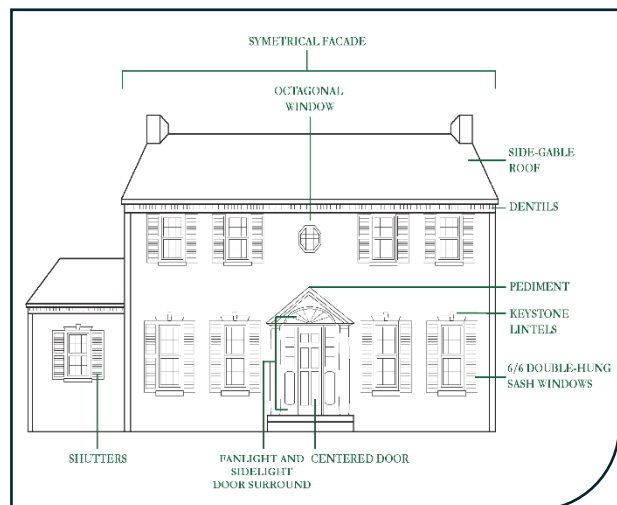 SYMETRICAL FACADE
OCTAGONAL
WINDOW
SIDE-GABLE
ROOF
DENTILS
PEDIMENT
KEYSTONE
LINTELS
6/6 DOUBLE-HUNG
SASH WINDOWS
SHUTTERS
FANLIGHT AND
SIDELIGHT
DOOR SURROUND
CENTERED DOOR